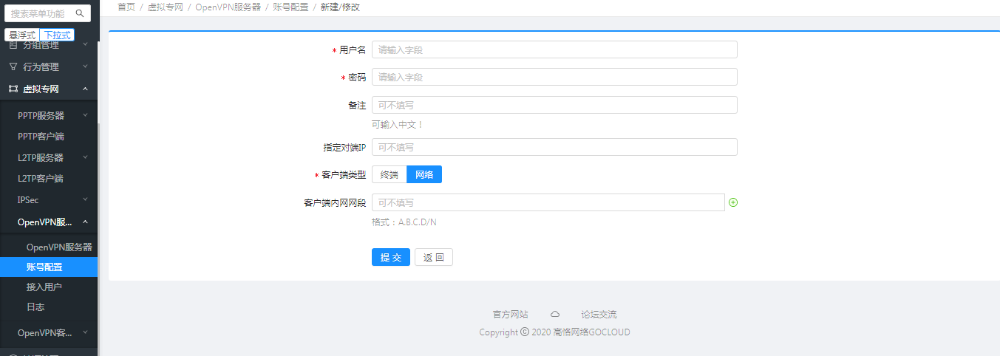 搜索菜单功能
悬浮式 下拉式
分组管理
行为管理
虚拟专网
PPTP服务器
PPTP客户端
L2TP服务器
L2TP客户端
IPSec
OpenVPN服...
OpenVPN服务器
账号配置
接入用户
日志
OpenVPN客...
首页 / 虚拟专网 / OpenVPN服务器 / 账号配置 / 新建/修改
* 用户名 请输入字段
* 密码 请输入字段
备注 可不填写
可输入中文！
指定对端IP 可不填写
* 客户端类型 终端 网络
客户端内网网段 可不填写
格式：A.B.C.D/N
提 交 返 回
官方网站 论坛交流
Copyright © 2020 高恪网络GOCLOUD